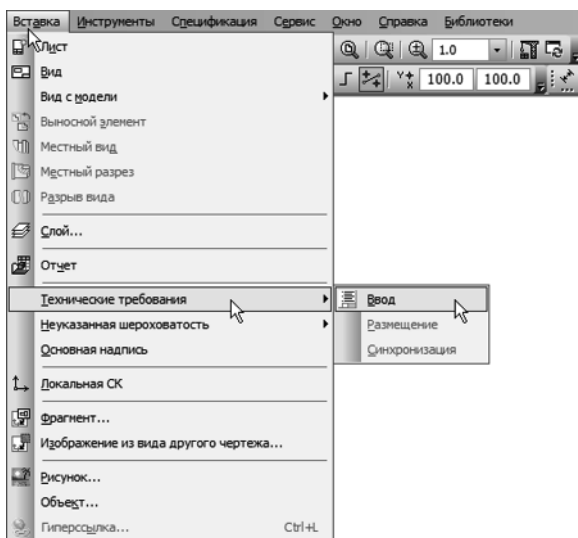 Вставка Инструменты Спецификация Сервис Окно Справка Библиотеки
Лист
1.0
Вид
100.0 100.0
Вид с модели
Выносной элемент
Местный вид
Местный разрез
Разрыв вида
Слой...
Отчет
Технические требования
Ввод
Неуказанная шероховатость
Размещение
Основная надпись
Синхронизация
Локальная СК
Фрагмент...
Изображение из вида другого чертежа...
Рисунок...
Объект...
Гиперссылка... Ctrl+L